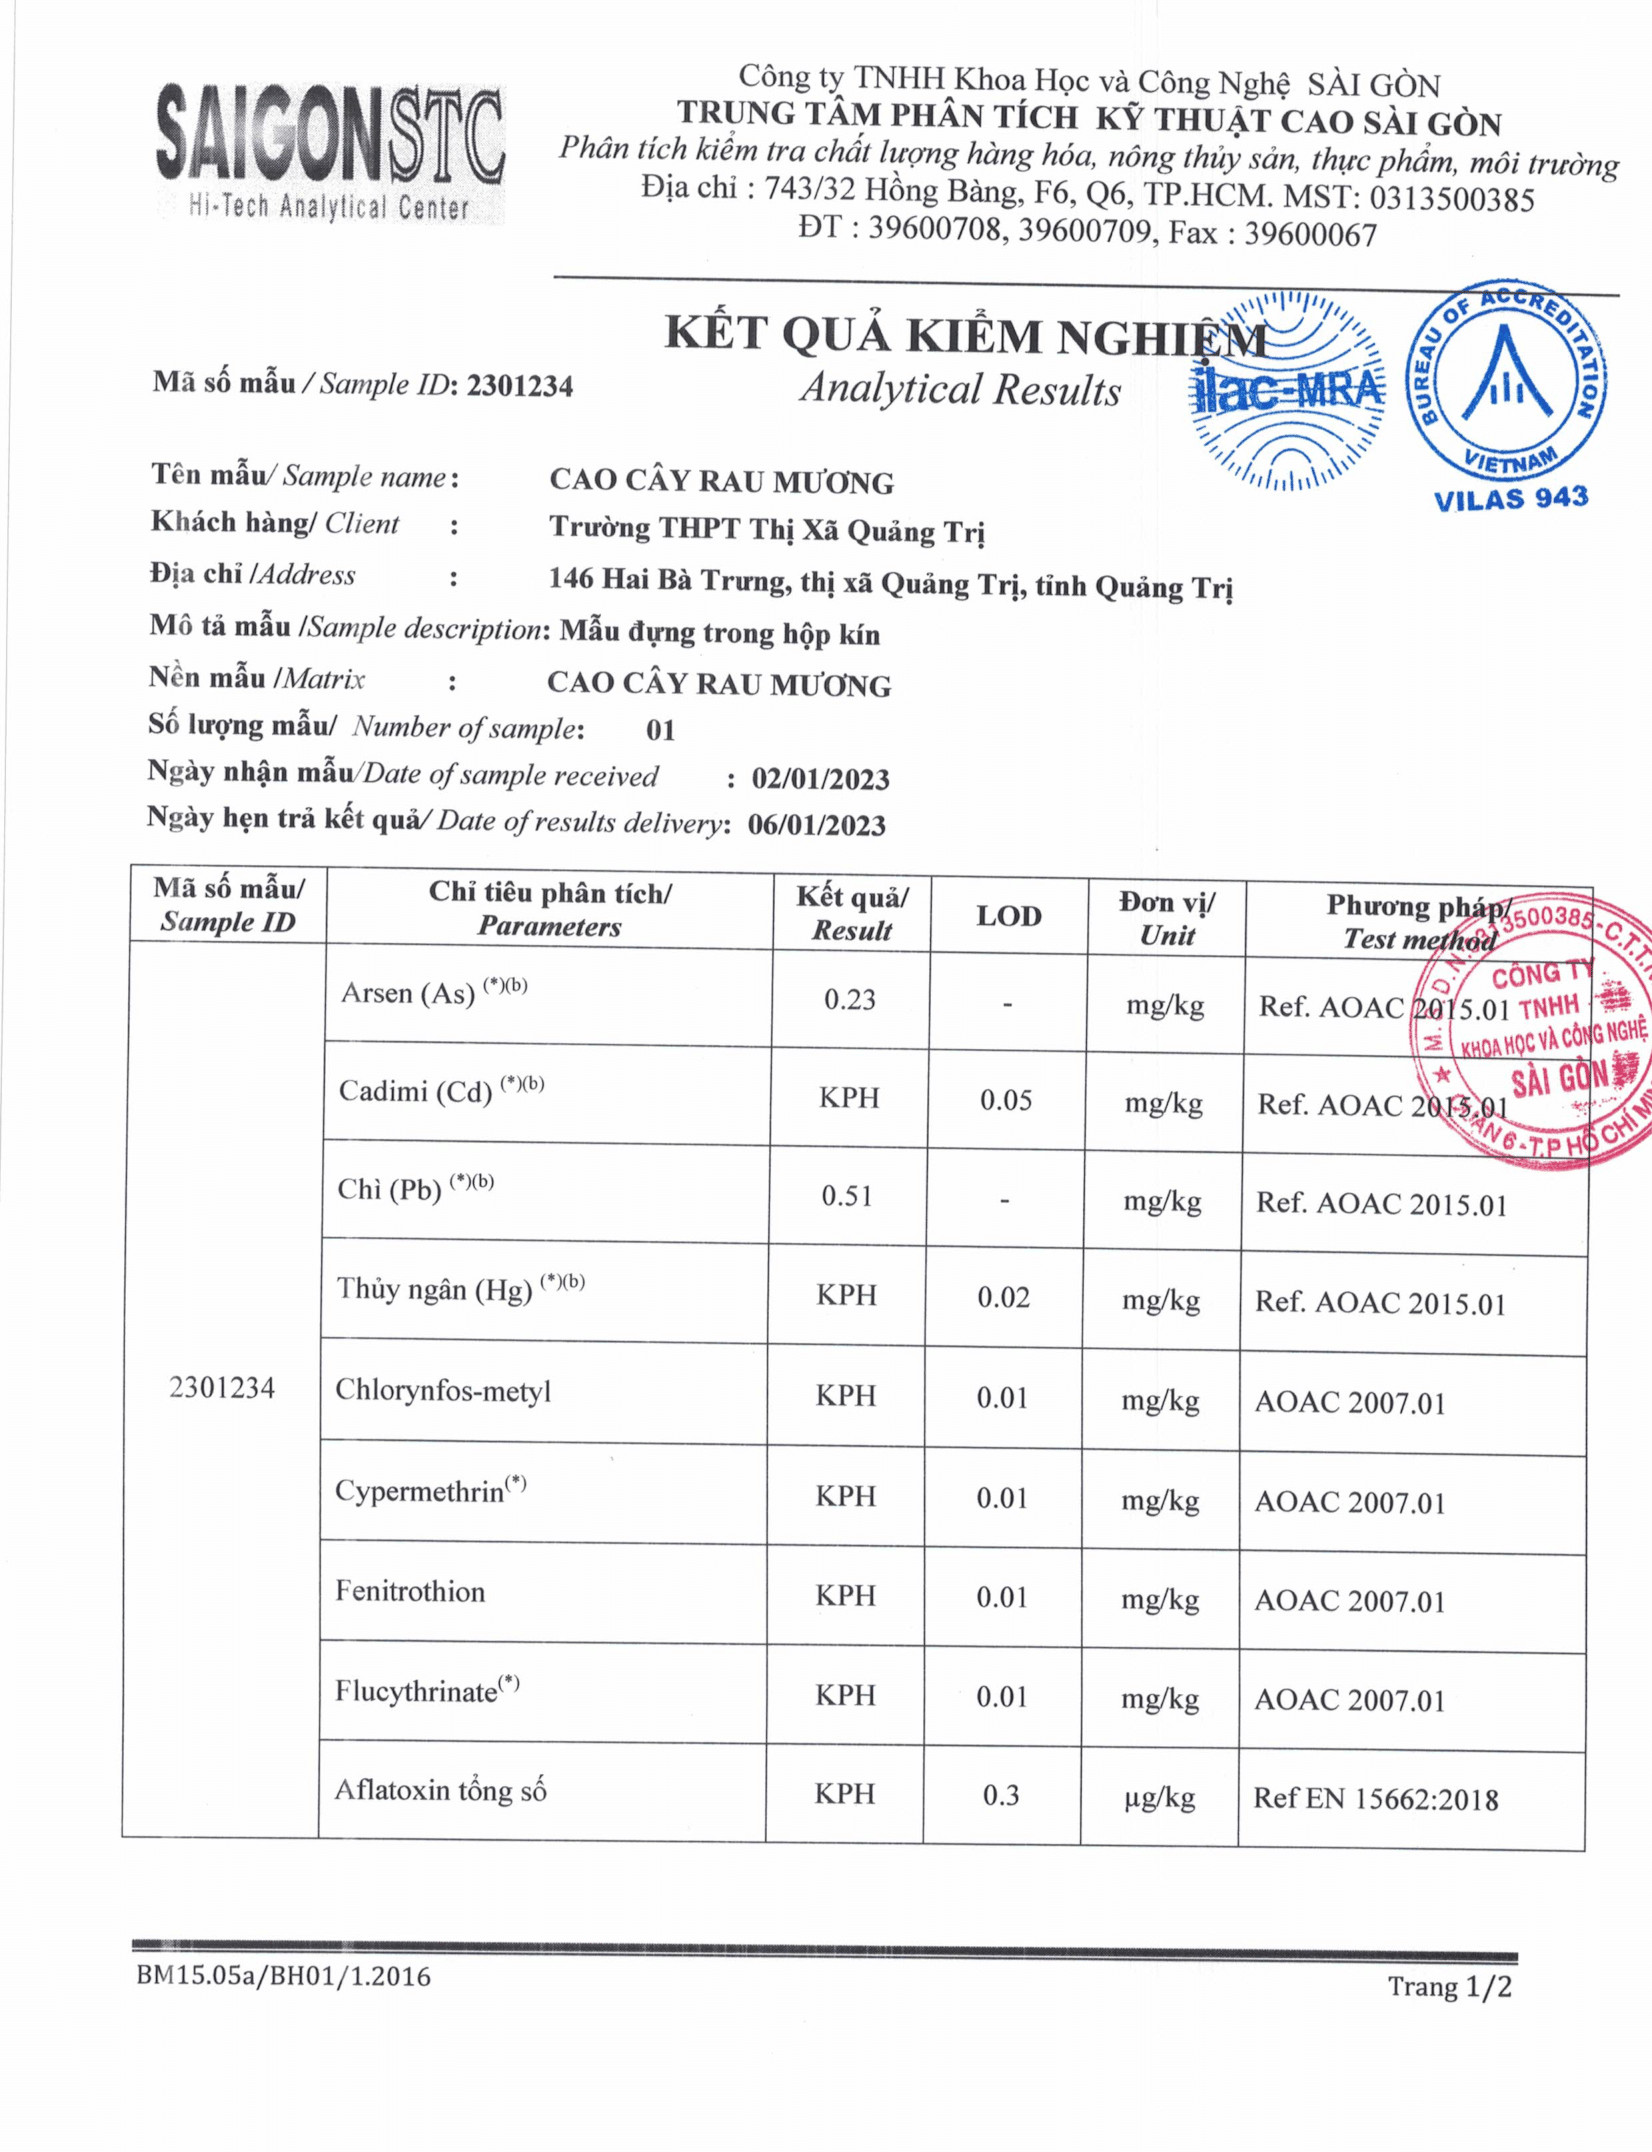 SAIGONSTC
Hi-Tech Analytical Center
Công ty TNHH Khoa Học và Công Nghệ SÀI GÒN
TRUNG TÂM PHÂN TÍCH KỸ THUẬT CAO SÀI GÒN
Phân tích kiểm tra chất lượng hàng hóa, nông thủy sản, thực phẩm, môi trường
Địa chỉ : 743/32 Hồng Bàng, F6, Q6, TP.HCM. MST: 0313500385
ĐT : 39600708, 39600709, Fax : 39600067
KẾT QUẢ KIỂM NGHIỆM
Mã số mẫu / Sample ID: 2301234
Analytical Results
ilac-MRA
BUREAU OF ACCREDITATION
VIETNAM
VILAS 943
Tên mẫu/ Sample name : CAO CÂY RAU MƯƠNG
Khách hàng/ Client : Trường THPT Thị Xã Quảng Trị
Địa chỉ /Address : 146 Hai Bà Trưng, thị xã Quảng Trị, tỉnh Quảng Trị
Mô tả mẫu /Sample description: Mẫu đựng trong hộp kín
Nền mẫu /Matrix : CAO CÂY RAU MƯƠNG
Số lượng mẫu/ Number of sample: 01
Ngày nhận mẫu/Date of sample received : 02/01/2023
Ngày hẹn trả kết quả/ Date of results delivery: 06/01/2023
Mã số mẫu/ Chỉ tiêu phân tích/ Kết quả/ LOD Đơn vị/ Phương pháp/
Sample ID Parameters Result Unit Test method
Arsen (As) (*)(b) 0.23 - mg/kg Ref. AOAC 2015.01
Cadimi (Cd) (*)(b) KPH 0.05 mg/kg Ref. AOAC 2015.01
Chì (Pb) (*)(b) 0.51 - mg/kg Ref. AOAC 2015.01
Thủy ngân (Hg) (*)(b) KPH 0.02 mg/kg Ref. AOAC 2015.01
2301234 Chlorynfos-metyl KPH 0.01 mg/kg AOAC 2007.01
Cypermethrin(*) KPH 0.01 mg/kg AOAC 2007.01
Fenitrothion KPH 0.01 mg/kg AOAC 2007.01
Flucythrinate(*) KPH 0.01 mg/kg AOAC 2007.01
Aflatoxin tổng số KPH 0.3 µg/kg Ref EN 15662:2018
CÔNG TY
TNHH
KHOA HỌC VÀ CÔNG NGHỆ
SÀI GÒN
BM15.05a/BH01/1.2016
Trang 1/2